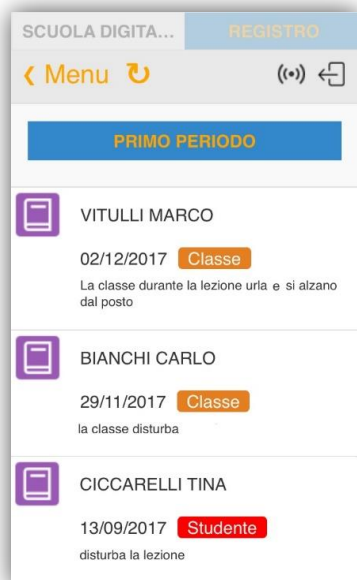 SCUOLA DIGITA...
REGISTRO
Menu
PRIMO PERIODO
VITULLI MARCO
02/12/2017 Classe
La classe durante la lezione urla e si alzano
dal posto
BIANCHI CARLO
29/11/2017 Classe
la classe disturba
CICCARELLI TINA
13/09/2017 Studente
disturba la lezione